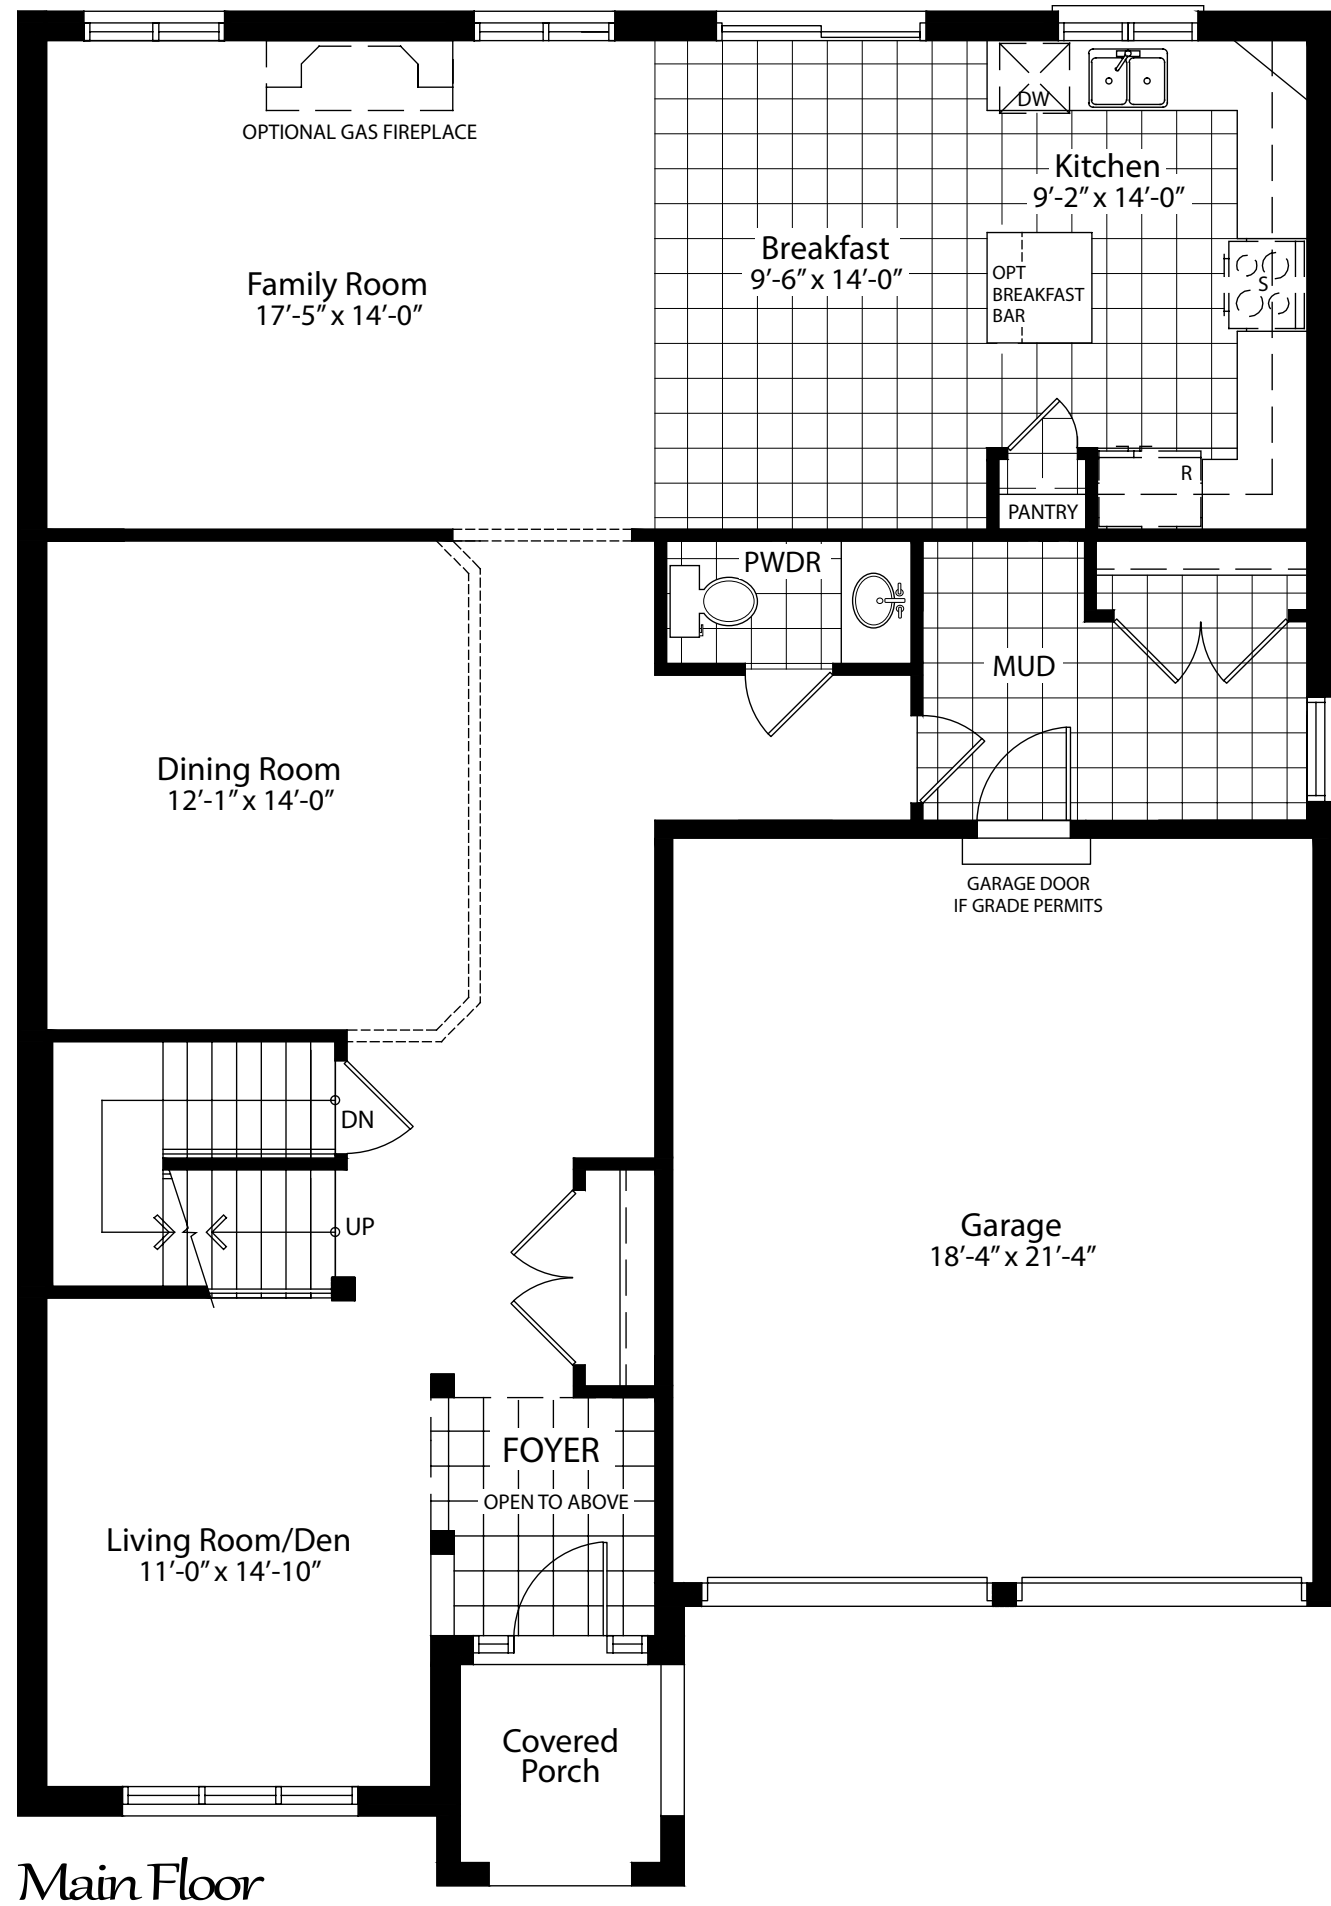 DW
OPTIONAL GAS FIREPLACE
Kitchen
9’-2” x 14’-0”
Breakfast
9’-6” x 14’-0”
Family Room
17’-5” x 14’-0”
OPT
BREAKFAST
BAR
S
R
PANTRY
PWDR
MUD
Dining Room
12’-1” x 14’-0”
GARAGE DOOR
IF GRADE PERMITS
DN
UP
Garage
18’-4” x 21’-4”
FOYER
OPEN TO ABOVE
Living Room/Den
11’-0” x 14’-10”
Covered
Porch
Main Floor